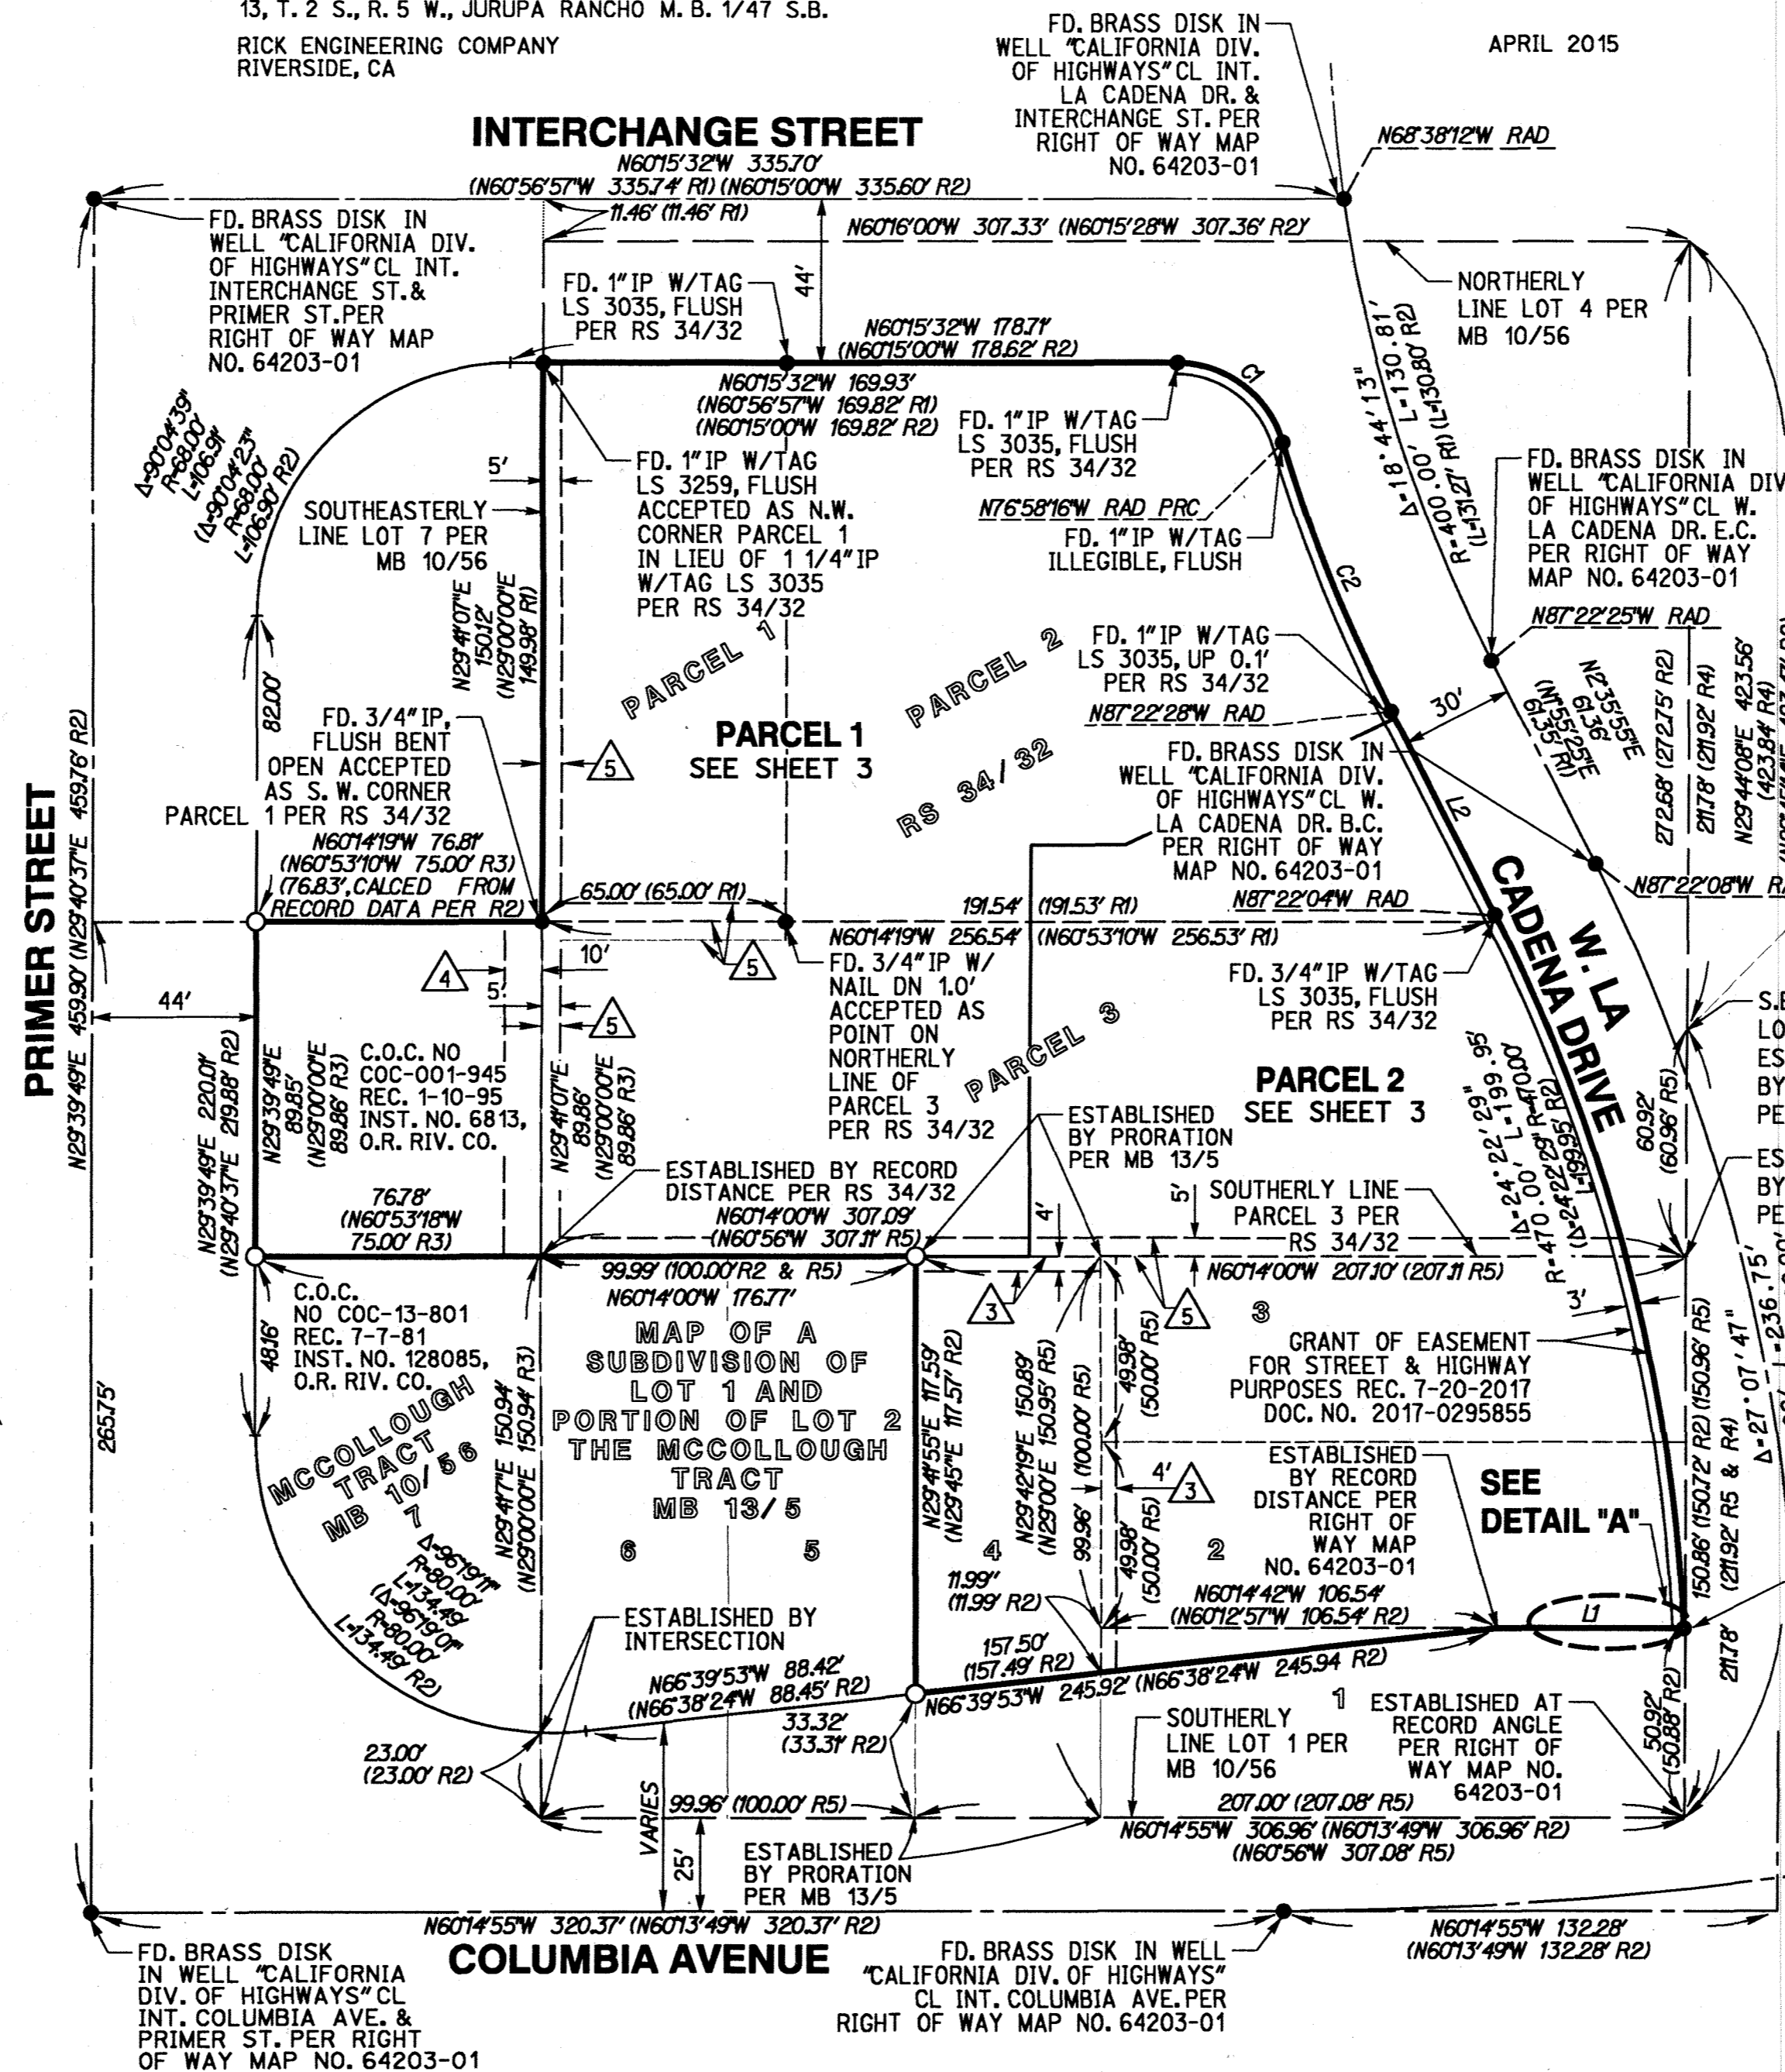 13, T. 2 S., R. 5 W., JURUPA RANCHO M. B. 1/47 S.B.
RICK ENGINEERING COMPANY
RIVERSIDE, CA
APRIL 2015
FD. BRASS DISK IN
WELL "CALIFORNIA DIV.
OF HIGHWAYS" CL INT.
LA CADENA DR. &
INTERCHANGE ST. PER
RIGHT OF WAY MAP
NO. 64203-01
N68°38'12"W RAD
INTERCHANGE STREET
N60°15'32"W 335.70'
(N60°56'57"W 335.74' R1) (N60°15'00"W 335.60' R2)
11.46' (11.46' R1)
N60°16'00"W 307.33' (N60°15'28"W 307.36' R2)'
FD. BRASS DISK IN
WELL "CALIFORNIA DIV.
OF HIGHWAYS" CL INT.
INTERCHANGE ST. &
PRIMER ST. PER
RIGHT OF WAY MAP
NO. 64203-01
FD. 1" IP W/TAG
LS 3035, FLUSH
PER RS 34/32
44'
NORTHERLY
LINE LOT 4 PER
MB 10/56
N60°15'32"W 178.71'
(N60°15'00"W 178.62' R2)
N60°15'32"W 169.93'
(N60°56'57"W 169.82' R1)
(N60°15'00"W 169.82' R2)
C1
Δ=18°44'13"
R=400.00' L=130.81'
(L=131.27' R1) (L=130.80' R2)
Δ=90°04'39"
R=68.00'
L=106.91'
(Δ=90°04'23"
R=68.00'
L=106.90' R2)
FD. 1" IP W/TAG
LS 3035, FLUSH
PER RS 34/32
5'
SOUTHEASTERLY
LINE LOT 7 PER
MB 10/56
FD. 1" IP W/TAG
LS 3259, FLUSH
ACCEPTED AS N.W.
CORNER PARCEL 1
IN LIEU OF 1 1/4" IP
W/TAG LS 3035
PER RS 34/32
N76°58'16"W RAD PRC
FD. 1" IP W/TAG
ILLEGIBLE, FLUSH
FD. BRASS DISK IN
WELL "CALIFORNIA DIV
OF HIGHWAYS" CL W.
LA CADENA DR. E.C.
PER RIGHT OF WAY
MAP NO. 64203-01
C2
N87°22'25"W RAD
N29°41'07"E
150.12'
(N29°00'00"E
149.98' R1)
PARCEL 1
PARCEL 2
RS 34/32
FD. 1" IP W/TAG
LS 3035, UP 0.1'
PER RS 34/32
N87°22'28"W RAD
30'
N2°35'55"E
61.36'
(N1°55'25"E
61.35' R1)
272.68' (272.75' R2)
211.78' (211.92' R4)
N29°44'08"E 423.56'
(423.84' R4)
82.00'
PARCEL 1
SEE SHEET 3
FD. 3/4" IP,
FLUSH BENT
OPEN ACCEPTED
AS S. W. CORNER
PARCEL 1 PER RS 34/32
5
FD. BRASS DISK IN
WELL "CALIFORNIA DIV.
OF HIGHWAYS" CL W.
LA CADENA DR. B.C.
PER RIGHT OF WAY
MAP NO. 64203-01
L2
N60°14'19"W 76.81'
(N60°53'10"W 75.00' R3)
(76.83', CALCED FROM
RECORD DATA PER R2)
PRIMER STREET
N29°39'49"E 459.90' (N29°40'37"E 459.76' R2)
65.00' (65.00' R1)
191.54' (191.53' R1)
N87°22'04"W RAD
N87°22'08"W
N60°14'19"W 256.54' (N60°53'10"W 256.53' R1)
W. LA
CADENA DRIVE
44'
4
10'
5
5'
5
FD. 3/4" IP W/
NAIL DN 1.0'
ACCEPTED AS
POINT ON
NORTHERLY
LINE OF
PARCEL 3
PER RS 34/32
FD. 3/4" IP W/TAG
LS 3035, FLUSH
PER RS 34/32
PARCEL 3
N29°39'49"E 220.01'
(N29°40'37"E 219.88' R2)
N29°39'49"E
89.85'
(N29°00'00"E
89.86' R3)
C.O.C. NO
COC-001-945
REC. 1-10-95
INST. NO. 6813,
O.R. RIV. CO.
N29°41'07"E
89.86'
(N29°00'00"E
89.86' R3)
PARCEL 2
SEE SHEET 3
Δ=24°22'29"
R=470.00' L=199.95'
(Δ=24°22'29" R=470.00'
L=199.95' R2)
60.92'
(60.96' R5)
ESTABLISHED
BY PRORATION
PER MB 13/5
ESTABLISHED BY RECORD
DISTANCE PER RS 34/32
76.78'
(N60°53'18"W
75.00' R3)
N60°14'00"W 307.09'
(N60°56'W 307.11' R5)
4'
5'
SOUTHERLY LINE
PARCEL 3 PER
RS 34/32
99.99' (100.00' R2 & R5)
N60°14'00"W 176.77'
N60°14'00"W 207.10' (207.11 R5)
3
5
3
3'
C.O.C.
NO COC-13-801
REC. 7-7-81
INST. NO. 128085,
O.R. RIV. CO.
48.16'
265.75'
MCCOLLOUGH
TRACT
MB 10/56
7
N29°41'17"E 150.94'
(N29°00'00"E 150.94' R3)
MAP OF A
SUBDIVISION OF
LOT 1 AND
PORTION OF LOT 2
THE MCCOLLOUGH
TRACT
MB 13/5
N29°41'55"E 117.59'
(N29°41'45"E 117.57' R2)
N29°42'19"E 150.89'
(N29°00'E 150.95' R5)
99.96' (100.00' R5)
49.98'
(50.00' R5)
49.98'
(50.00' R5)
4'
3
GRANT OF EASEMENT
FOR STREET & HIGHWAY
PURPOSES REC. 7-20-2017
DOC. NO. 2017-0295855
ESTABLISHED
BY RECORD
DISTANCE PER
RIGHT OF
WAY MAP
NO. 64203-01
SEE
DETAIL "A"
150.86' (150.72' R2) (150.96' R5)
(211.92' R5 & R4)
211.78'
Δ=27°07'47"
L=236.75'
6
5
4
2
Δ=96°19'11"
R=80.00'
L=134.49'
(Δ=96°19'01"
R=80.00'
L=134.49' R2)
11.99"
(11.99' R2)
N60°14'42"W 106.54'
(N60°12'57"W 106.54' R2)
L1
ESTABLISHED BY
INTERSECTION
157.50'
(157.49' R2)
N66°39'53"W 88.42'
(N66°38'24"W 88.45' R2)
N66°39'53"W 245.92' (N66°38'24"W 245.94 R2)
33.32'
(33.31' R2)
1
SOUTHERLY
LINE LOT 1 PER
MB 10/56
ESTABLISHED AT
RECORD ANGLE
PER RIGHT OF
WAY MAP NO.
64203-01
50.92'
(50.88' R2)
23.00'
(23.00' R2)
VARIES
99.96' (100.00' R5)
207.00' (207.08' R5)
N60°14'55"W 306.96' (N60°13'49"W 306.96' R2)
(N60°56'W 307.08' R5)
25'
ESTABLISHED
BY PRORATION
PER MB 13/5
N60°14'55"W 320.37' (N60°13'49"W 320.37' R2)
N60°14'55"W 132.28'
(N60°13'49"W 132.28' R2)
COLUMBIA AVENUE
FD. BRASS DISK
IN WELL "CALIFORNIA
DIV. OF HIGHWAYS" CL
INT. COLUMBIA AVE. &
PRIMER ST. PER RIGHT
OF WAY MAP NO. 64203-01
FD. BRASS DISK IN WELL
"CALIFORNIA DIV. OF HIGHWAYS"
CL INT. COLUMBIA AVE. PER
RIGHT OF WAY MAP NO. 64203-01